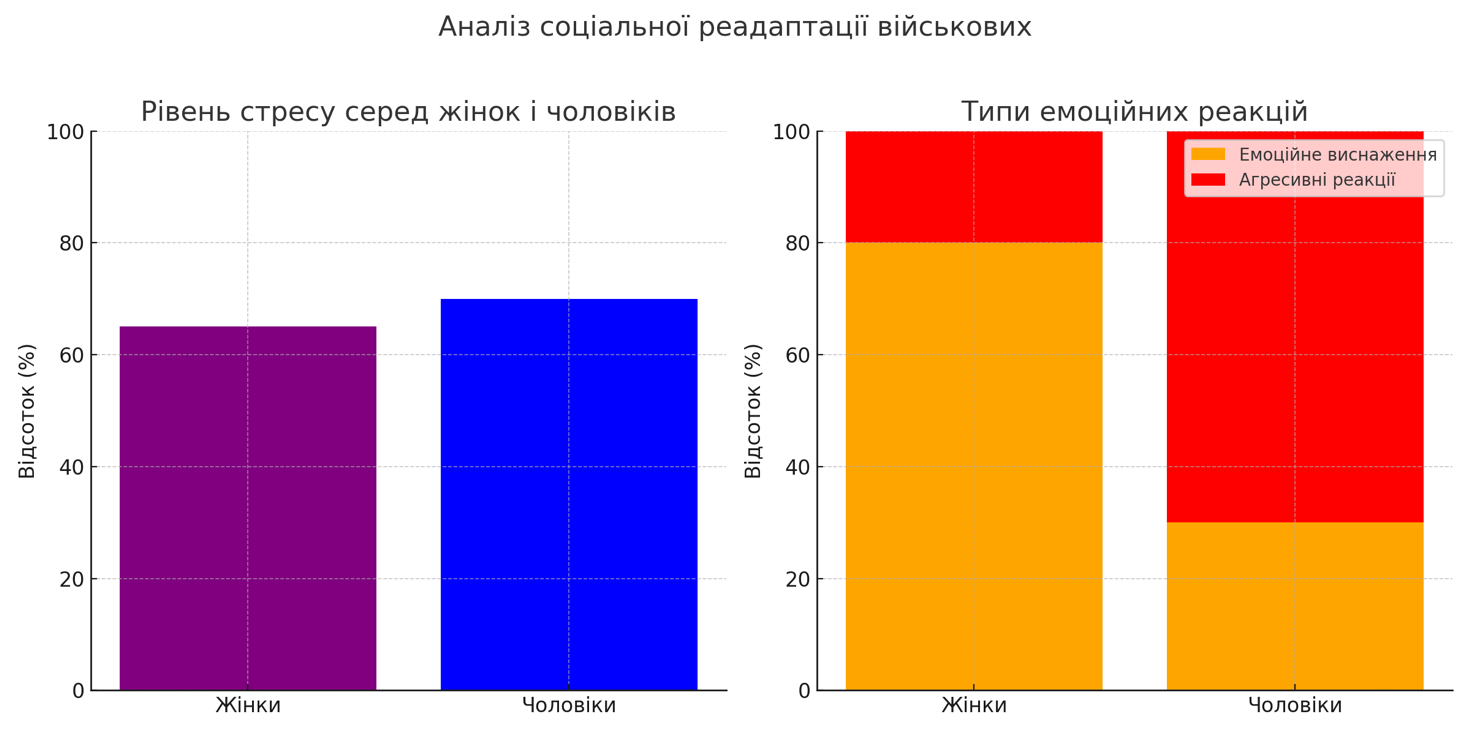 Аналіз соціальної реадаптації військових
Рівень стресу серед жінок і чоловіків
Відсоток (%)
100
80
60
40
20
0
Жінки Чоловіки
Типи емоційних реакцій
Відсоток (%)
100
80
60
40
20
0
Емоційне виснаження
Агресивні реакції
Жінки Чоловіки